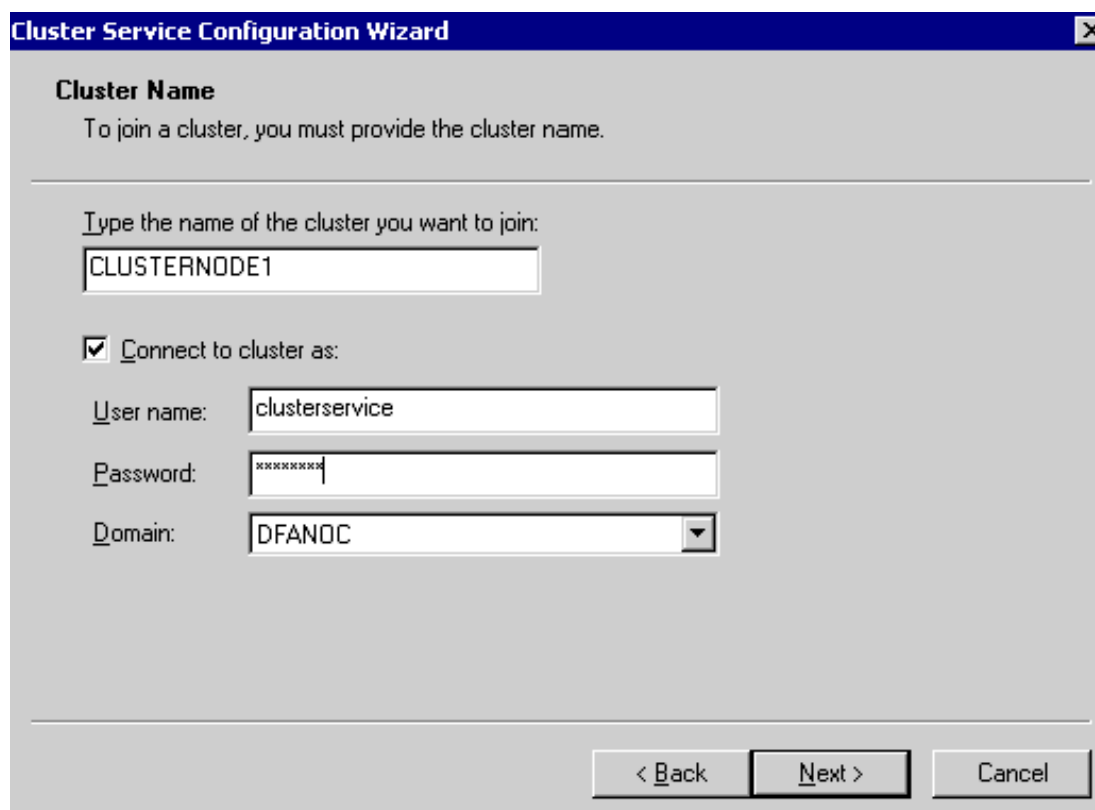 Cluster Service Configuration Wizard
Cluster Name
To join a cluster, you must provide the cluster name.
Type the name of the cluster you want to join:
CLUSTERNODE1
Connect to cluster as:
User name: clusterservice
Password: ********
Domain: DFANOC
< Back Next > Cancel